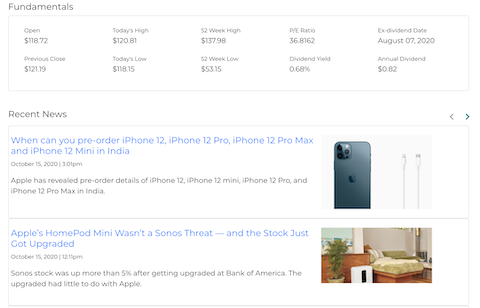 Fundamentals
Open Today's High 52 Week High P/E Ratio Ex-dividend Date
$118.72 $120.81 $137.98 36.8162 August 07, 2020
Previous Close Today's Low 52 Week Low Dividend Yield Annual Dividend
$121.19 $118.15 $53.15 0.68% $0.82
Recent News
When can you pre-order iPhone 12, iPhone 12 Pro, iPhone 12 Pro Max
and iPhone 12 Mini in India
October 15, 2020 | 3:01pm
Apple has revealed pre-order details of iPhone 12, iPhone 12 mini, iPhone 12 Pro, and
iPhone 12 Pro Max in India.
Apple's HomePod Mini Wasn't a Sonos Threat — and the Stock Just
Got Upgraded
October 15, 2020 | 12:11pm
Sonos stock was up more than 5% after getting upgraded at Bank of America. The
upgraded had little to do with Apple.